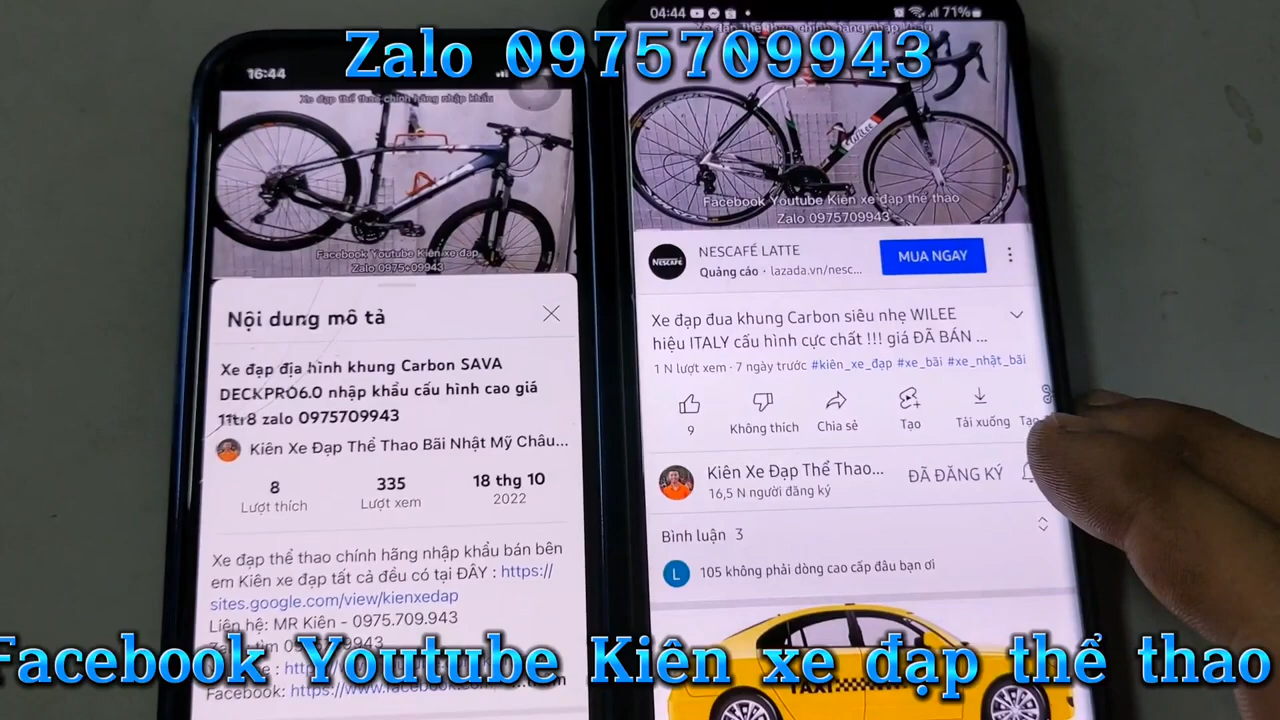 Zalo 0975709943
16:44
Xe đạp thể thao chính hãng nhập khẩu
Facebook Youtube Kiên xe đạp
Zalo 0975709943
Nội dung mô tả
Xe đạp địa hình khung Carbon SAVA
DECKPRO6.0 nhập khẩu cấu hình cao giá
11tr8 zalo 0975709943
Kiên Xe Đạp Thể Thao Bãi Nhật Mỹ Châu...
8
Lượt thích
335
Lượt xem
18 thg 10
2022
Xe đạp thể thao chính hãng nhập khẩu bán bên
em Kiên xe đạp tất cả đều có tại ĐÂY : https://
sites.google.com/view/kienxedap
Liên hệ: MR Kiên - 0975.709.943
Facebook: https://www.facebook.com
04:44
71%
Wilier
Facebook Youtube Kiên xe đạp thể thao
Zalo 0975709943
NESCAFÉ
NESCAFÉ LATTE
Quảng cáo · lazada.vn/nesc...
MUA NGAY
Xe đạp đua khung Carbon siêu nhẹ WILEE
hiệu ITALY cấu hình cực chất !!! giá ĐÃ BÁN ...
1 N lượt xem · 7 ngày trước #kiên_xe_đạp #xe_bãi #xe_nhật_bãi
9
Không thích
Chia sẻ
Tạo
Tải xuống
Kiên Xe Đạp Thể Thao...
16,5 N người đăng ký
ĐÃ ĐĂNG KÝ
Bình luận 3
L
105 không phải dòng cao cấp đâu bạn ơi
TAXI
Facebook Youtube Kiên xe đạp thể thao